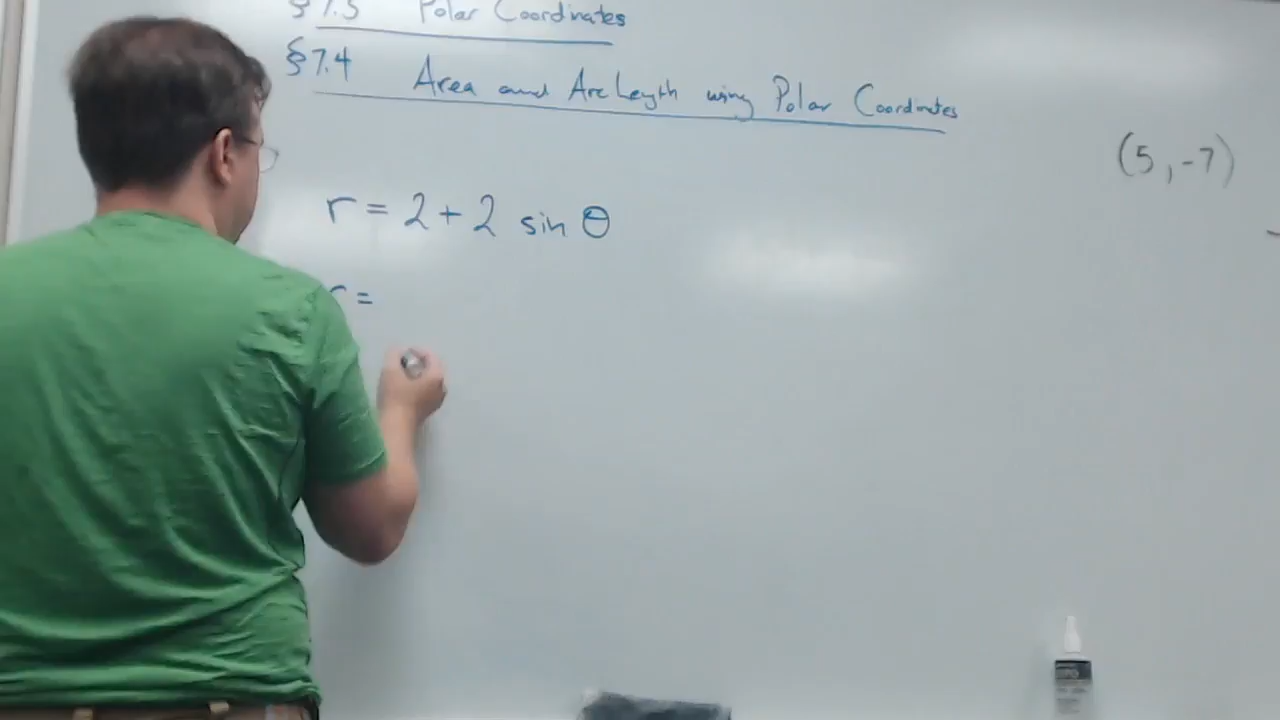 §7.3 Polar Coordinates
§7.4 Area and Arc Length using Polar Coordinates
(5, -7)
r = 2 + 2 sin θ
r =